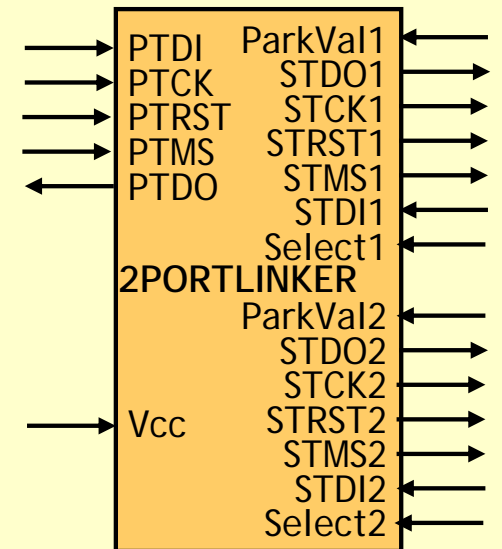 PTDI
PTCK
PTRST
PTMS
PTDO
ParkVal1
STDO1
STCK1
STRST1
STMS1
STDI1
Select1
2PORTLINKER
ParkVal2
STDO2
STCK2
STRST2
STMS2
STDI2
Select2
Vcc